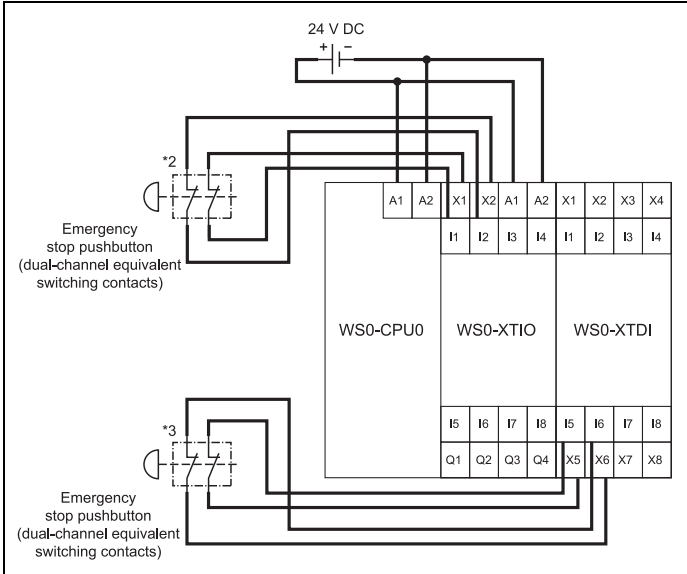 24 V DC
+ −
*2
Emergency
stop pushbutton
(dual-channel equivalent
switching contacts)
A1 A2 X1 X2 A1 A2 X1 X2 X3 X4
I1 I2 I3 I4 I1 I2 I3 I4
WS0-CPU0 WS0-XTIO WS0-XTDI
I5 I6 I7 I8 I5 I6 I7 I8
Q1 Q2 Q3 Q4 X5 X6 X7 X8
*3
Emergency
stop pushbutton
(dual-channel equivalent
switching contacts)